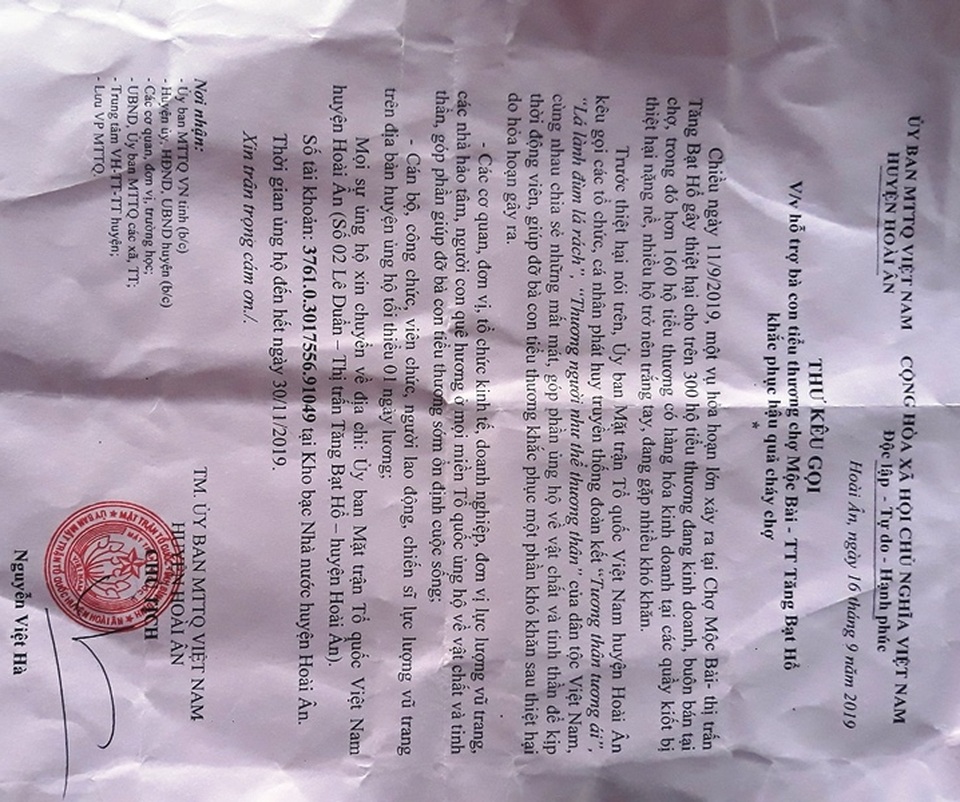 ỦY BAN MTTQ VIỆT NAM
HUYỆN HOÀI ÂN
CỘNG HÒA XÃ HỘI CHỦ NGHĨA VIỆT NAM
Độc lập - Tự do - Hạnh phúc
Hoài Ân, ngày 16 tháng 9 năm 2019
THƯ KÊU GỌI
V/v hỗ trợ bà con tiểu thương chợ Mộc Bài - TT Tăng Bạt Hổ
khắc phục hậu quả cháy chợ
*
Chiều ngày 11/9/2019, một vụ hỏa hoạn lớn xảy ra tại Chợ Mộc Bài- thị trấn
Tăng Bạt Hổ gây thiệt hại cho trên 300 hộ tiểu thương đang kinh doanh, buôn bán tại
chợ, trong đó hơn 160 hộ tiểu thương có hàng hóa kinh doanh tại các quầy kiốt bị
thiệt hại nặng nề, nhiều hộ trở nên trắng tay, đang gặp nhiều khó khăn.
Trước thiệt hại nói trên, Ủy ban Mặt trận Tổ quốc Việt Nam huyện Hoài Ân
kêu gọi các tổ chức, cá nhân phát huy truyền thống đoàn kết "Tương thân tương ái",
"Lá lành đùm lá rách", "Thương người như thể thương thân" của dân tộc Việt Nam,
cùng nhau chia sẻ những mất mát, góp phần ủng hộ về vật chất và tinh thần để kịp
thời động viên, giúp đỡ bà con tiểu thương khắc phục một phần khó khăn sau thiệt hại
do hỏa hoạn gây ra.
- Các cơ quan, đơn vị, tổ chức kinh tế, doanh nghiệp, đơn vị lực lượng vũ trang,
các nhà hảo tâm, người con quê hương ở mọi miền Tổ quốc ủng hộ về vật chất và tinh
thần, góp phần giúp đỡ bà con tiểu thương sớm ổn định cuộc sống;
- Cán bộ, công chức, viên chức, người lao động, chiến sĩ lực lượng vũ trang
trên địa bàn huyện ủng hộ tối thiểu 01 ngày lương;
Mọi sự ủng hộ xin chuyển về địa chỉ: Ủy ban Mặt trận Tổ quốc Việt Nam
huyện Hoài Ân (Số 02 Lê Duẩn – Thị trấn Tăng Bạt Hổ – huyện Hoài Ân).
Số tài khoản: 3761.0.3017556.91049 tại Kho bạc Nhà nước huyện Hoài Ân.
Thời gian ủng hộ đến hết ngày 30/11/2019.
Xin trân trọng cảm ơn./.
Nơi nhận:
- Ủy ban MTTQ VN tỉnh (b/c)
- Huyện ủy, HĐND, UBND huyện (b/c)
- Các cơ quan, đơn vị, trường học;
- UBND, Ủy ban MTTQ các xã, TT;
- Trung tâm VH-TT-TT huyện;
- Lưu VP MTTQ.
TM. ỦY BAN MTTQ VIỆT NAM
HUYỆN HOÀI ÂN
CHỦ TỊCH
Nguyễn Việt Hà